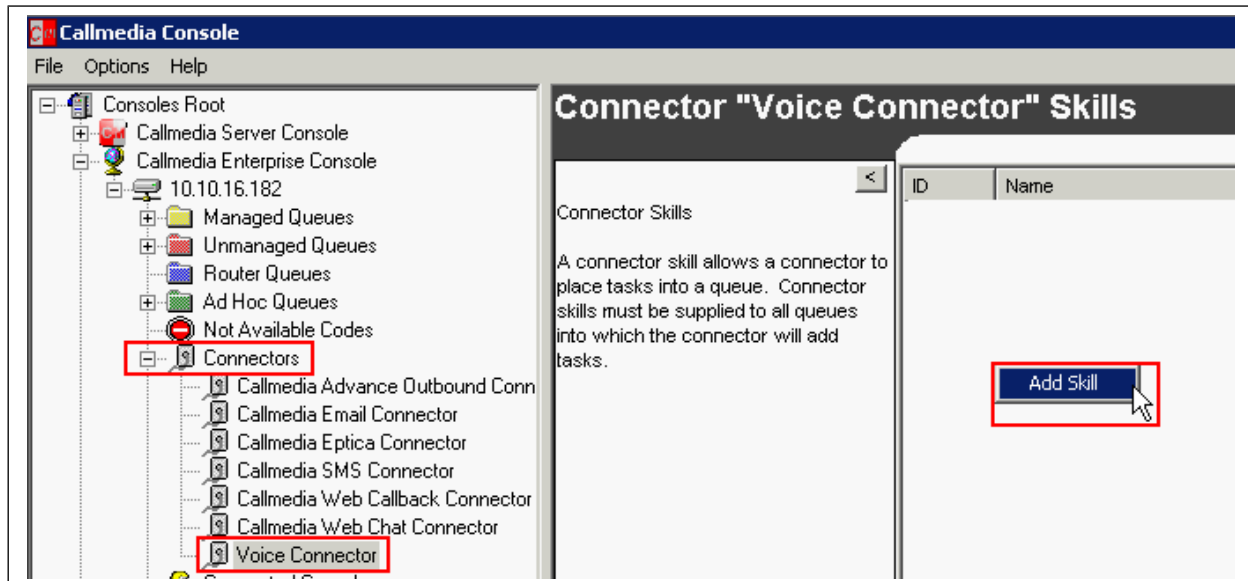 Callmedia Console
File Options Help
Consoles Root
Callmedia Server Console
Callmedia Enterprise Console
10.10.16.182
Managed Queues
Unmanaged Queues
Router Queues
Ad Hoc Queues
Not Available Codes
Connectors
Callmedia Advance Outbound Conn
Callmedia Email Connector
Callmedia Eptica Connector
Callmedia SMS Connector
Callmedia Web Callback Connector
Callmedia Web Chat Connector
Voice Connector
Connector "Voice Connector" Skills
<
Connector Skills
A connector skill allows a connector to
place tasks into a queue. Connector
skills must be supplied to all queues
into which the connector will add
tasks.
ID Name
Add Skill